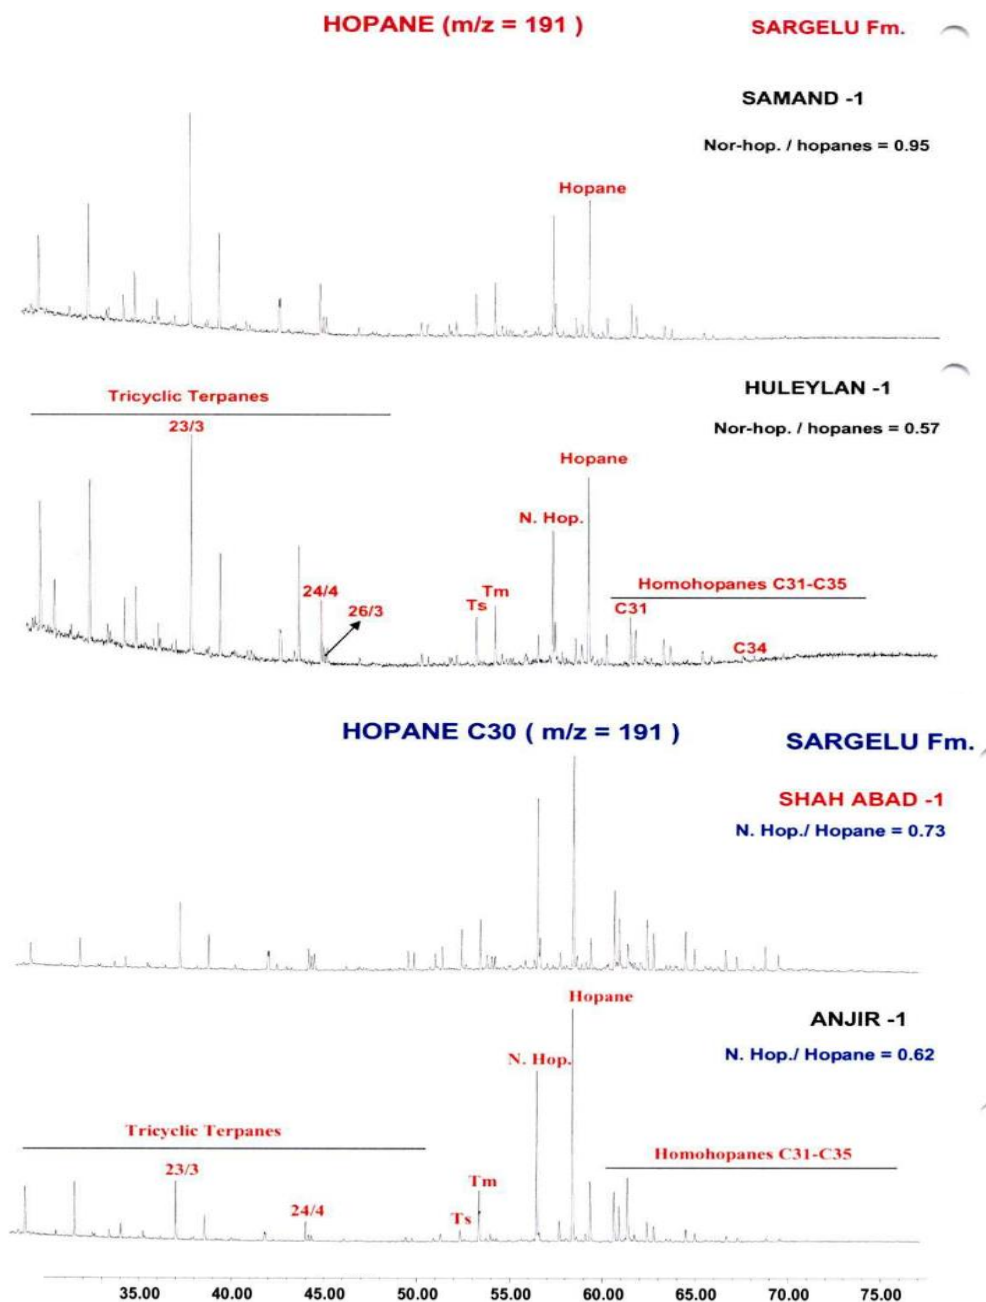 HOPANE (m/z = 191 ) SARGELU Fm.
SAMAND -1
Nor-hop. / hopanes = 0.95
Hopane
HULEYLAN -1
Tricyclic Terpanes
23/3
Nor-hop. / hopanes = 0.57
Hopane
N. Hop.
Homohopanes C31-C35
24/4
Tm
26/3
Ts
C31
C34
HOPANE C30 ( m/z = 191 )
SARGELU Fm.
SHAH ABAD -1
N. Hop./ Hopane = 0.73
Hopane
ANJIR -1
N. Hop.
N. Hop./ Hopane = 0.62
Tricyclic Terpanes
Homohopanes C31-C35
23/3
Tm
24/4
Ts
35.00 40.00 45.00 50.00 55.00 60.00 65.00 70.00 75.00